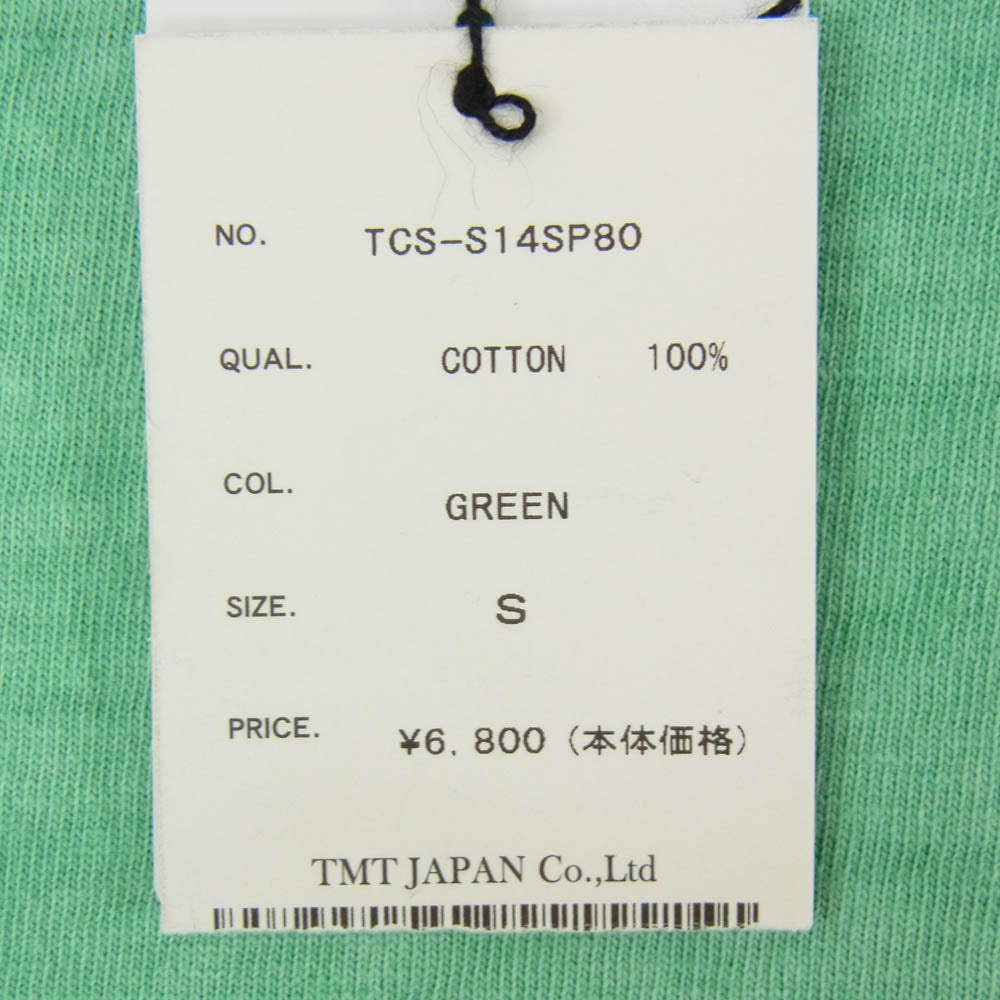 NO. TCS-S14SP80
QUAL. COTTON 100%
COL. GREEN
SIZE. S
PRICE. ¥6,800 (本体価格)
TMT JAPAN Co.,Ltd